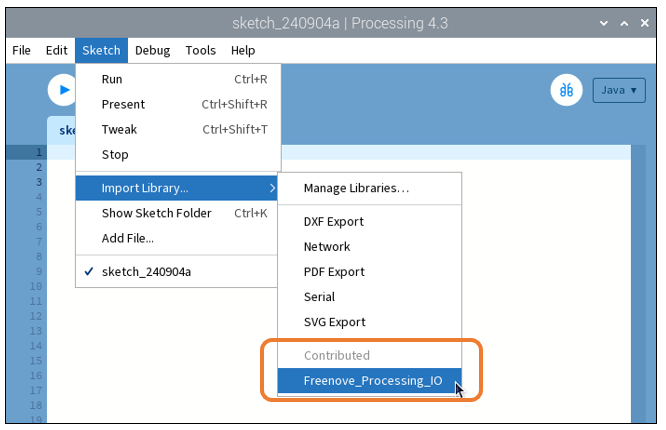 sketch_240904a | Processing 4.3
File Edit Sketch Debug Tools Help
Run Ctrl+R
Present Ctrl+Shift+R
Tweak Ctrl+Shift+T
Stop
Import Library...
Show Sketch Folder Ctrl+K
Add File...
✓ sketch_240904a
Manage Libraries...
DXF Export
Network
PDF Export
Serial
SVG Export
Contributed
Freenove_Processing_IO
Java ▾
ske
1
2
3
4
5
6
7
8
9
10
11
12
13
14
15
16
17
18
19